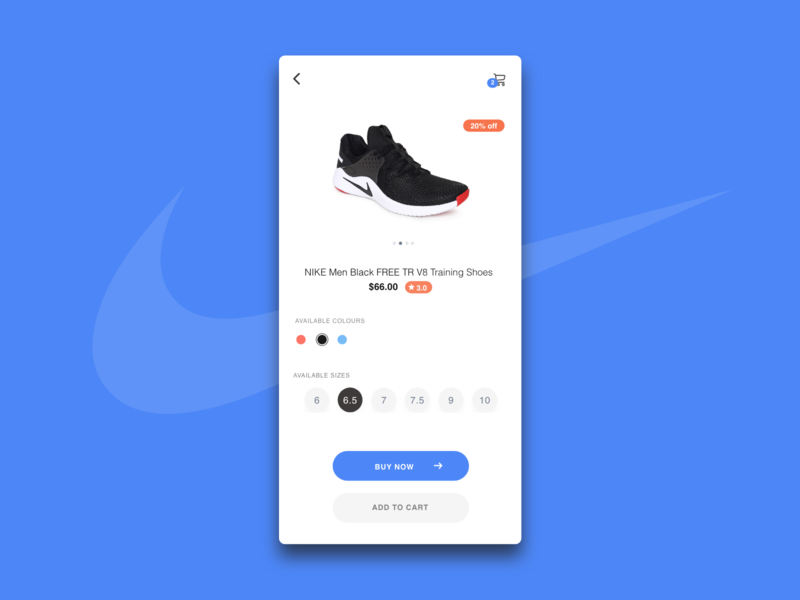 2
20% off
NIKE Men Black FREE TR V8 Training Shoes
$66.00 ★ 3.0
AVAILABLE COLOURS
AVAILABLE SIZES
6 6.5 7 7.5 9 10
BUY NOW →
ADD TO CART